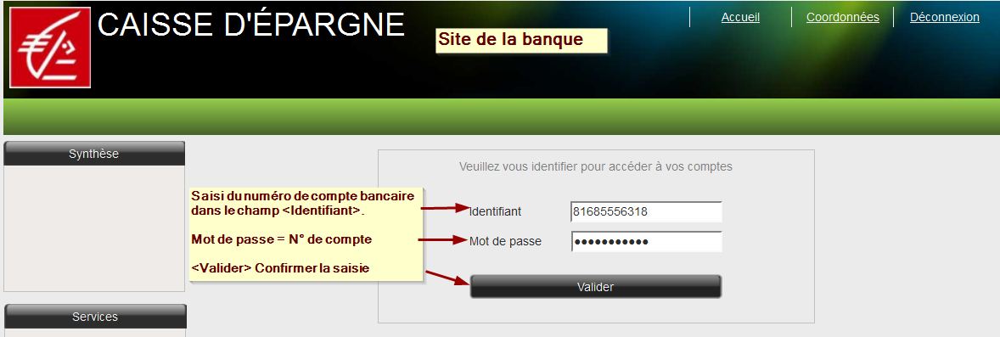 CAISSE D'ÉPARGNE
Site de la banque
Accueil
Coordonnées
Déconnexion
Synthèse
Veuillez vous identifier pour accéder à vos comptes
Saisi du numéro de compte bancaire
dans le champ <Identifiant>.
Mot de passe = N° de compte
<Valider> Confirmer la saisie
Identifiant
81685556318
Mot de passe
●●●●●●●●●●●
Valider
Services